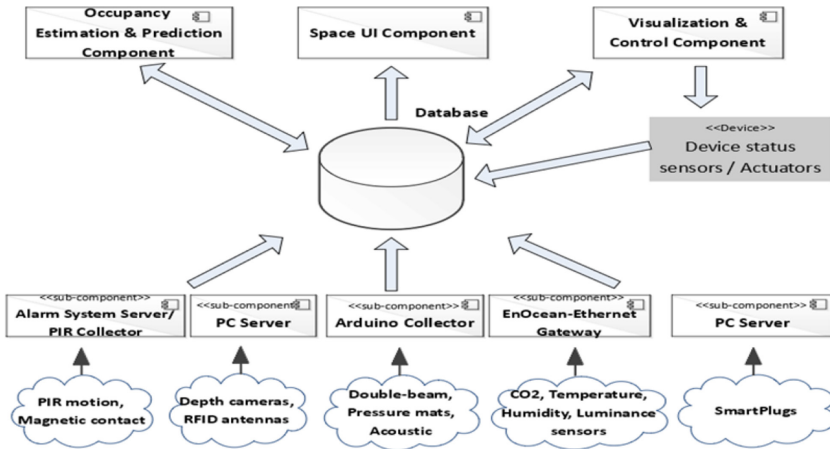 Occupancy
Estimation & Prediction
Component
Space UI Component
Visualization &
Control Component
Database
<<Device>>
Device status
sensors / Actuators
<<sub-component>>
Alarm System Server/
PIR Collector
<<sub-component>>
PC Server
<<sub-component>>
Arduino Collector
<<sub-component>>
EnOcean-Ethernet
Gateway
<<sub-component>>
PC Server
PIR motion,
Magnetic contact
Depth cameras,
RFID antennas
Double-beam,
Pressure mats,
Acoustic
CO2, Temperature,
Humidity, Luminance
sensors
SmartPlugs